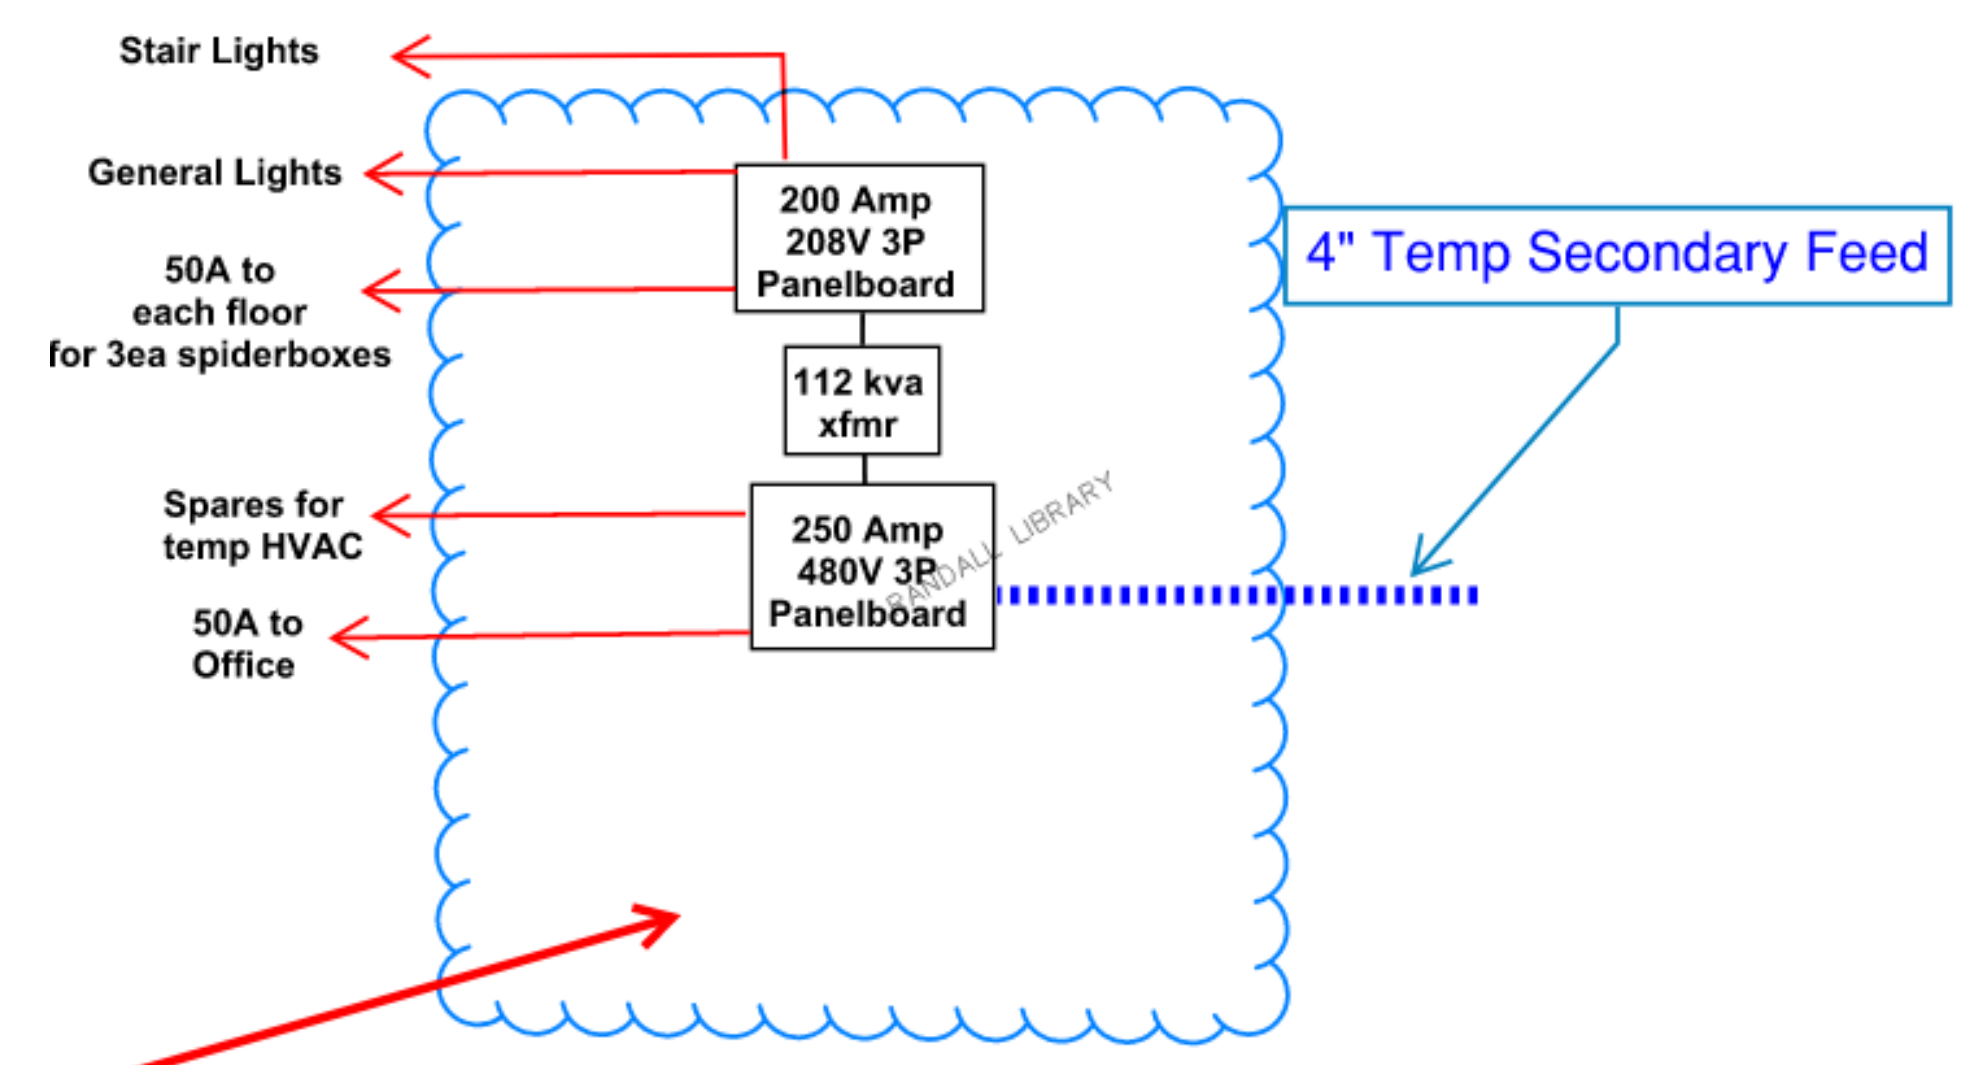 Stair Lights
General Lights
50A to
each floor
for 3ea spiderboxes
200 Amp
208V 3P
Panelboard
4" Temp Secondary Feed
112 kva
xfmr
Spares for
temp HVAC
50A to
Office
250 Amp
480V 3P
Panelboard
RANDALL LIBRARY